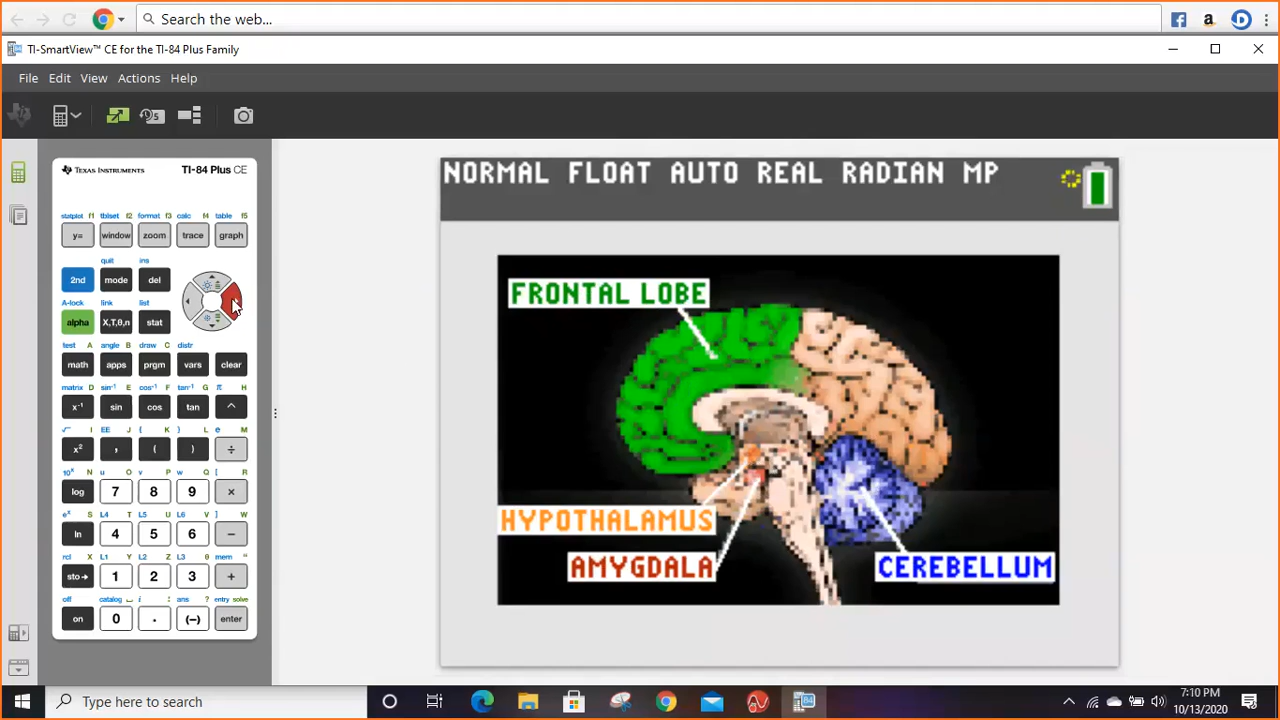 Search the web...
TI-SmartView™ CE for the TI-84 Plus Family
File Edit View Actions Help
TEXAS INSTRUMENTS TI-84 Plus CE
statplot f1 tblset f2 format f3 calc f4 table f5
y= window zoom trace graph
quit ins
2nd mode del
A-lock link list
alpha X,T,θ,n stat
test A angle B draw C distr
math apps prgm vars clear
matrix D sin⁻¹ E cos⁻¹ F tan⁻¹ G π H
x⁻¹ sin cos tan ^
√ I EE J { K } L e M
x² , ( ) ÷
10ˣ N u O v P w Q [ R
log 7 8 9 ×
eˣ S L4 T L5 U L6 V ] W
ln 4 5 6 −
rcl X L1 Y L2 Z L3 θ mem "
sto→ 1 2 3 +
off catalog i : ans ? entry solve
on 0 . (−) enter
NORMAL FLOAT AUTO REAL RADIAN MP
FRONTAL LOBE
HYPOTHALAMUS
AMYGDALA
CEREBELLUM
Type here to search
7:10 PM
10/13/2020